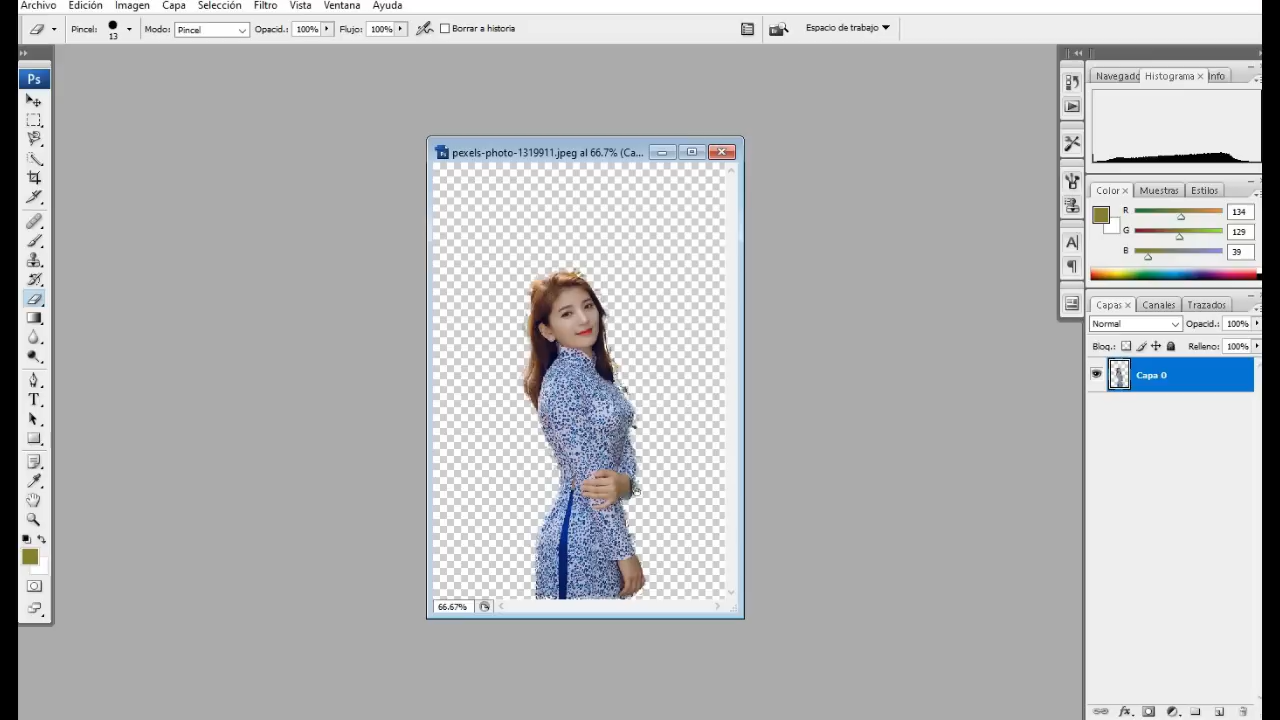 Archivo Edición Imagen Capa Selección Filtro Vista Ventana Ayuda
Pincel: 13 Modo: Pincel Opacid.: 100% Flujo: 100% Borrar a historia Espacio de trabajo
Ps
pexels-photo-1319911.jpeg al 66.7% (Ca...
66.67%
Navegado Histograma Info
Color Muestras Estilos
R 134
G 129
B 39
Capas Canales Trazados
Normal Opacid.: 100%
Bloq.: Relleno: 100%
Capa 0